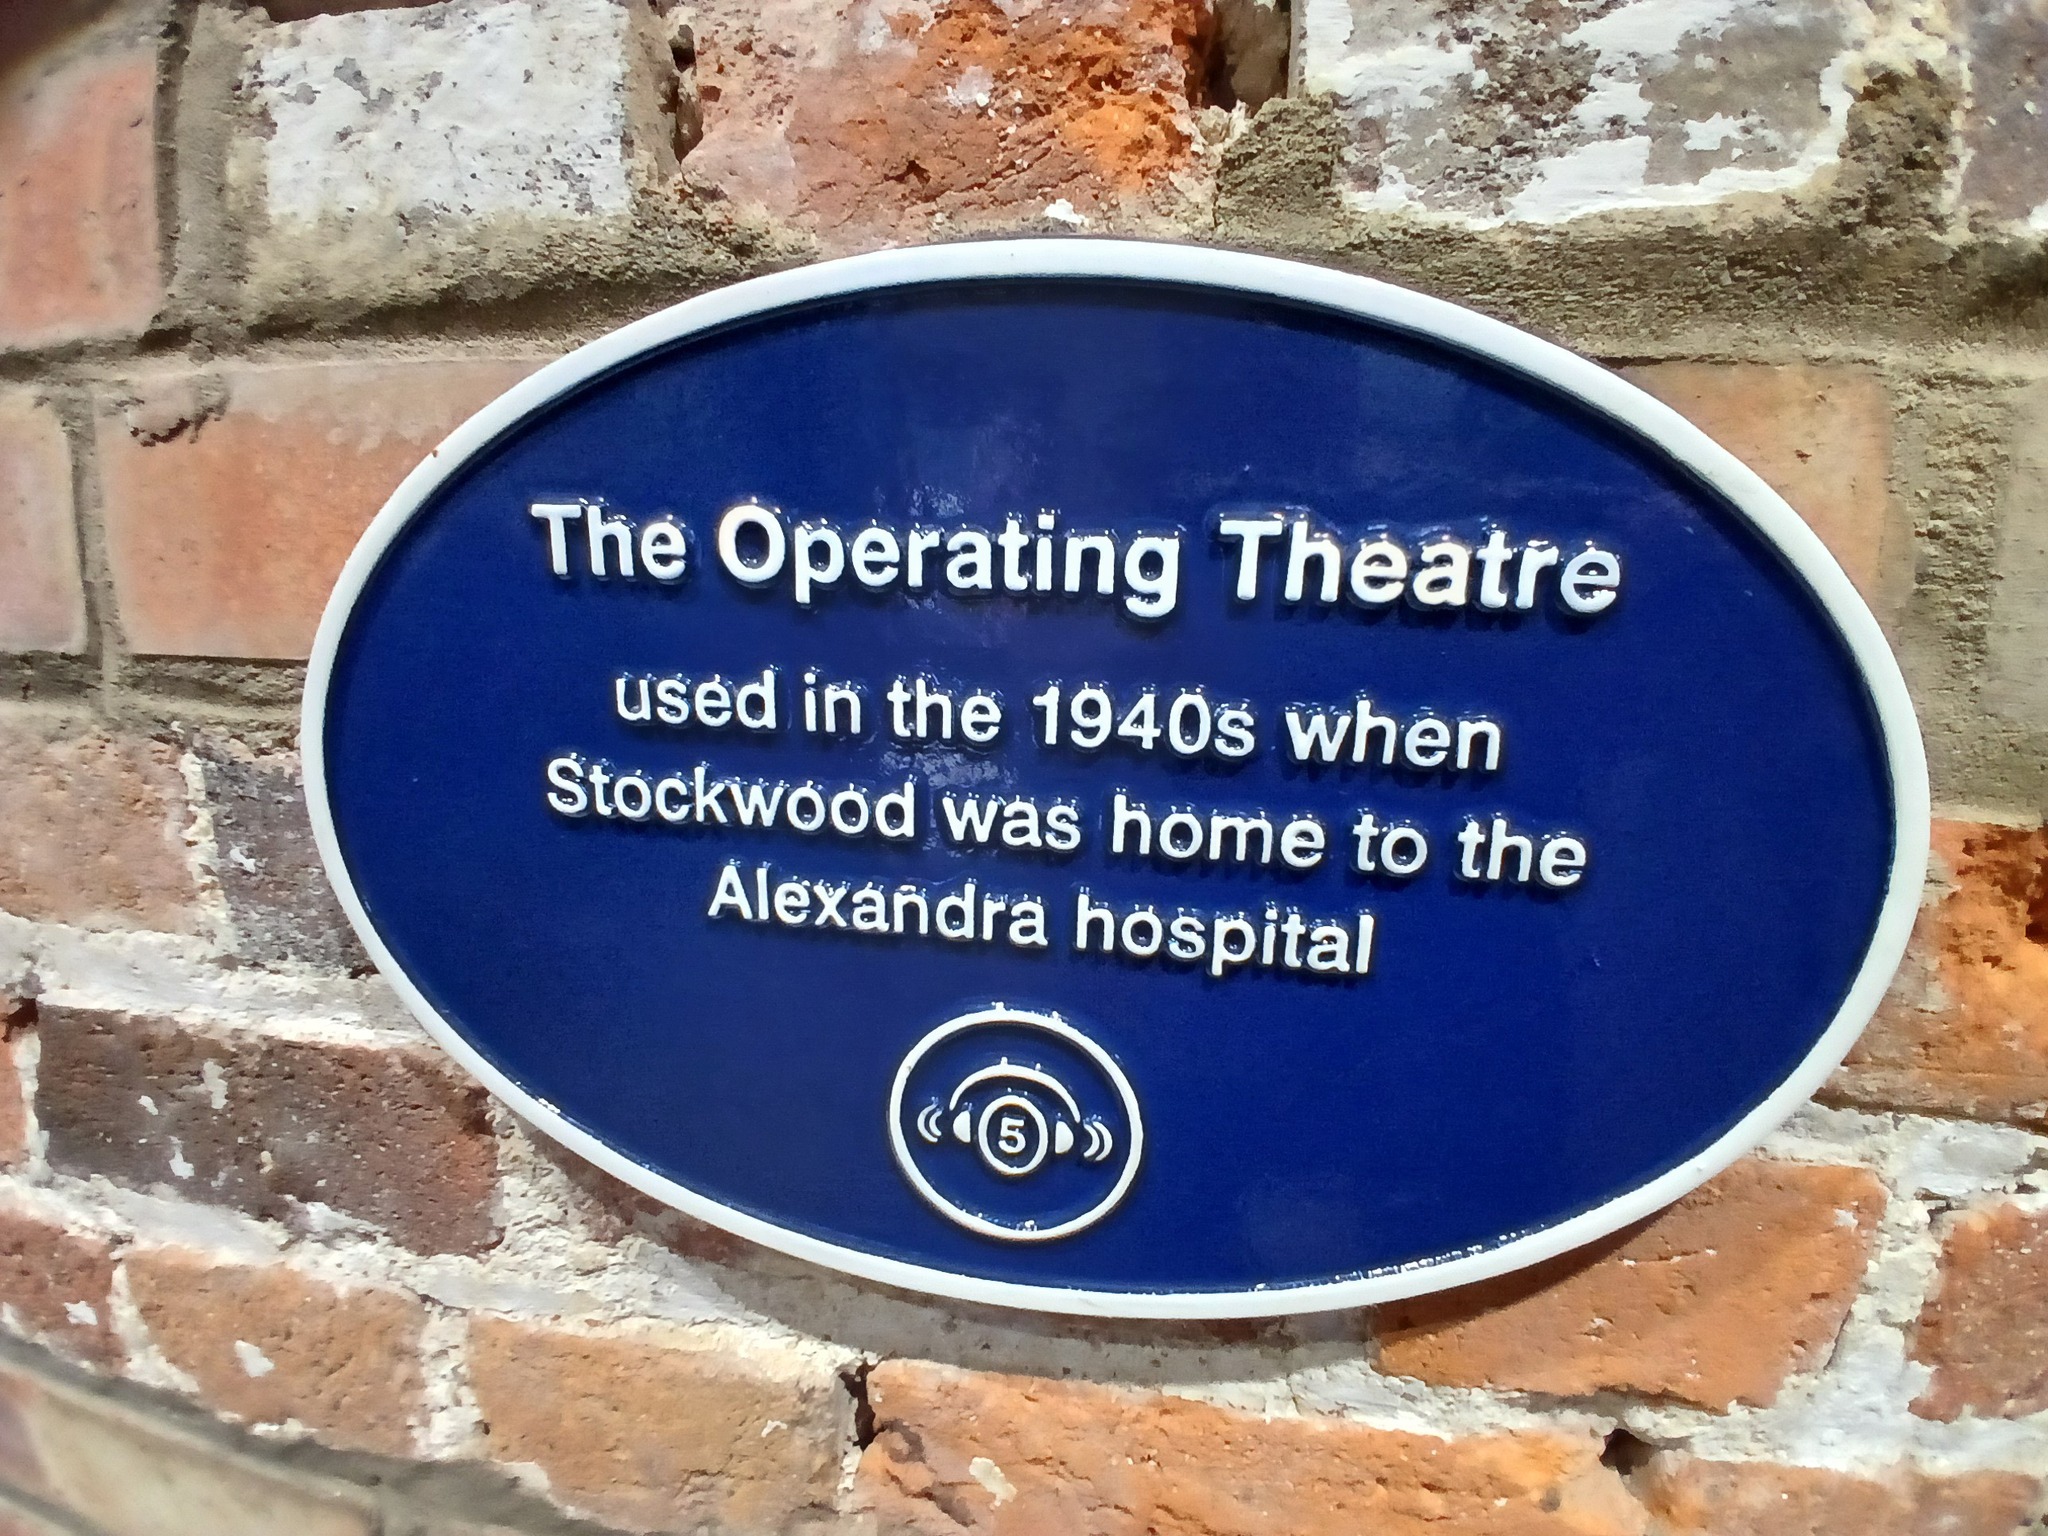 The Operating Theatre
used in the 1940s when
Stockwood was home to the
Alexandra hospital
5